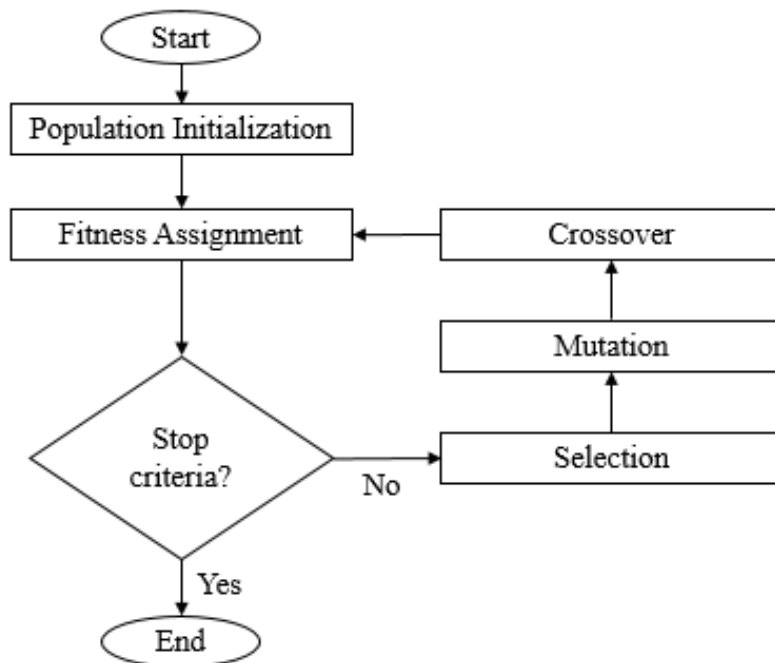 Start
Population Initialization
Fitness Assignment
Crossover
Mutation
Stop
criteria?
No
Selection
Yes
End